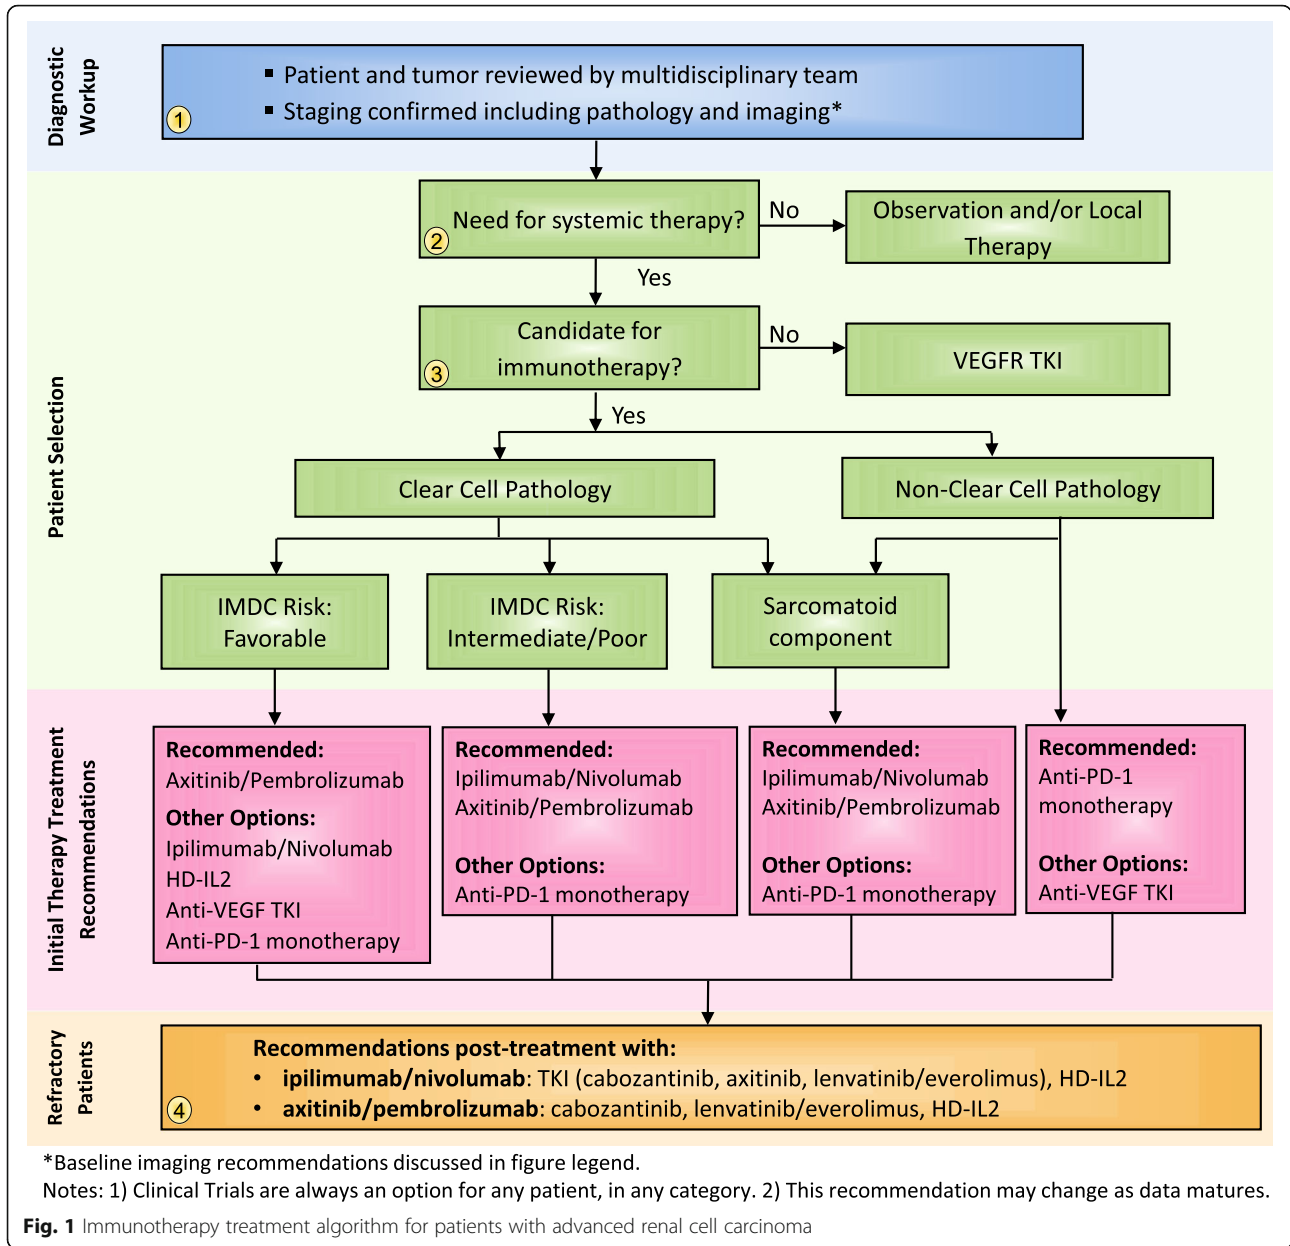 Diagnostic
Workup
▪ Patient and tumor reviewed by multidisciplinary team
▪ Staging confirmed including pathology and imaging*
1
Patient Selection
Need for systemic therapy?
2
No
Observation and/or Local
Therapy
Yes
Candidate for
immunotherapy?
3
No
VEGFR TKI
Yes
Clear Cell Pathology
Non-Clear Cell Pathology
IMDC Risk:
Favorable
IMDC Risk:
Intermediate/Poor
Sarcomatoid
component
Initial Therapy Treatment
Recommendations
Recommended:
Axitinib/Pembrolizumab
Other Options:
Ipilimumab/Nivolumab
HD-IL2
Anti-VEGF TKI
Anti-PD-1 monotherapy
Recommended:
Ipilimumab/Nivolumab
Axitinib/Pembrolizumab
Other Options:
Anti-PD-1 monotherapy
Recommended:
Ipilimumab/Nivolumab
Axitinib/Pembrolizumab
Other Options:
Anti-PD-1 monotherapy
Recommended:
Anti-PD-1
monotherapy
Other Options:
Anti-VEGF TKI
Refractory
Patients
Recommendations post-treatment with:
• ipilimumab/nivolumab: TKI (cabozantinib, axitinib, lenvatinib/everolimus), HD-IL2
• axitinib/pembrolizumab: cabozantinib, lenvatinib/everolimus, HD-IL2
4
*Baseline imaging recommendations discussed in figure legend.
Notes: 1) Clinical Trials are always an option for any patient, in any category. 2) This recommendation may change as data matures.
Fig. 1 Immunotherapy treatment algorithm for patients with advanced renal cell carcinoma